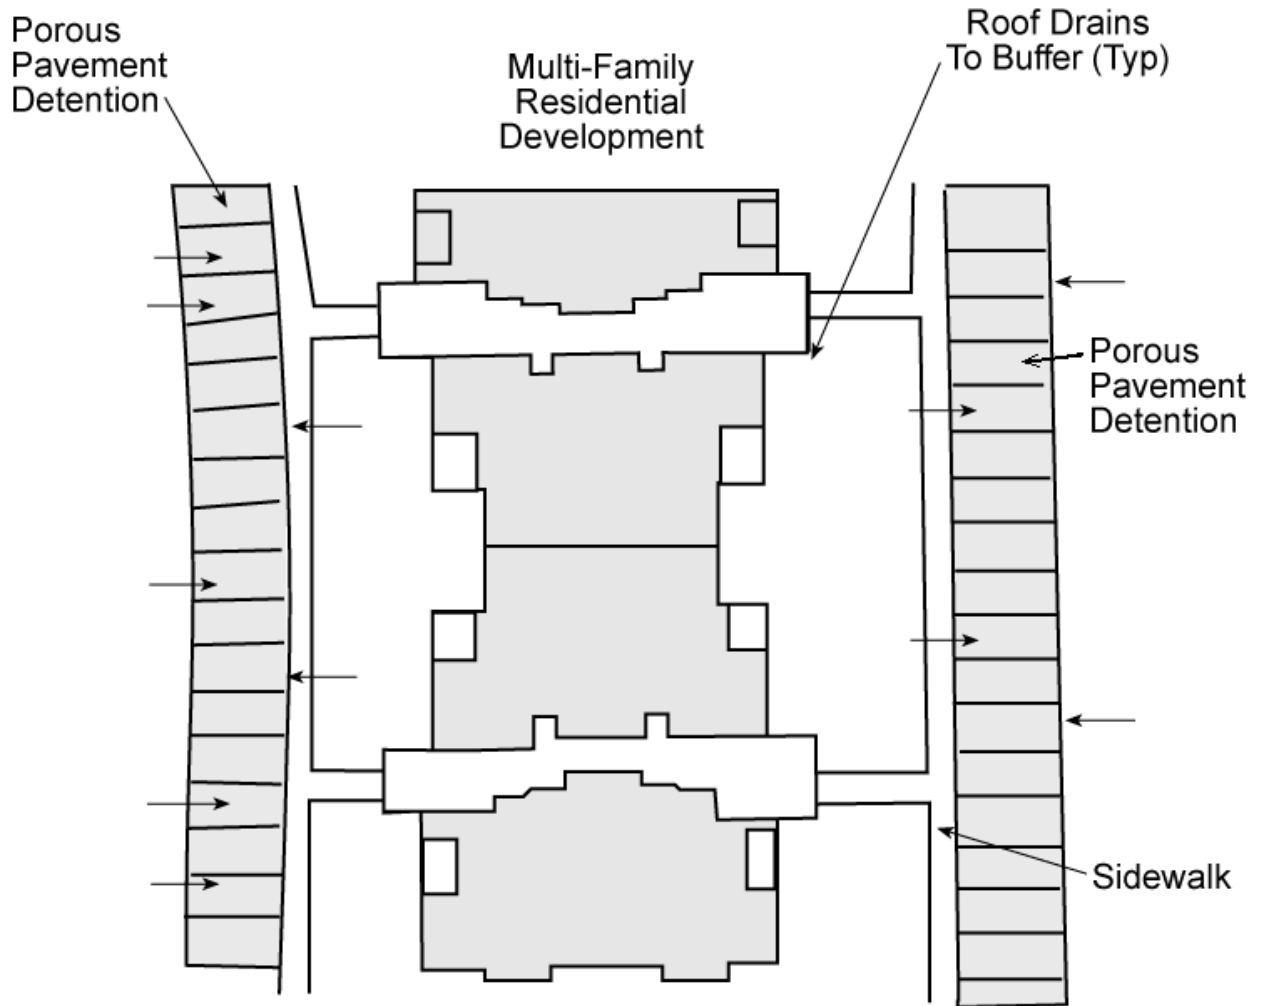 Porous
Pavement
Detention
Multi-Family
Residential
Development
Roof Drains
To Buffer (Typ)
Porous
Pavement
Detention
Sidewalk